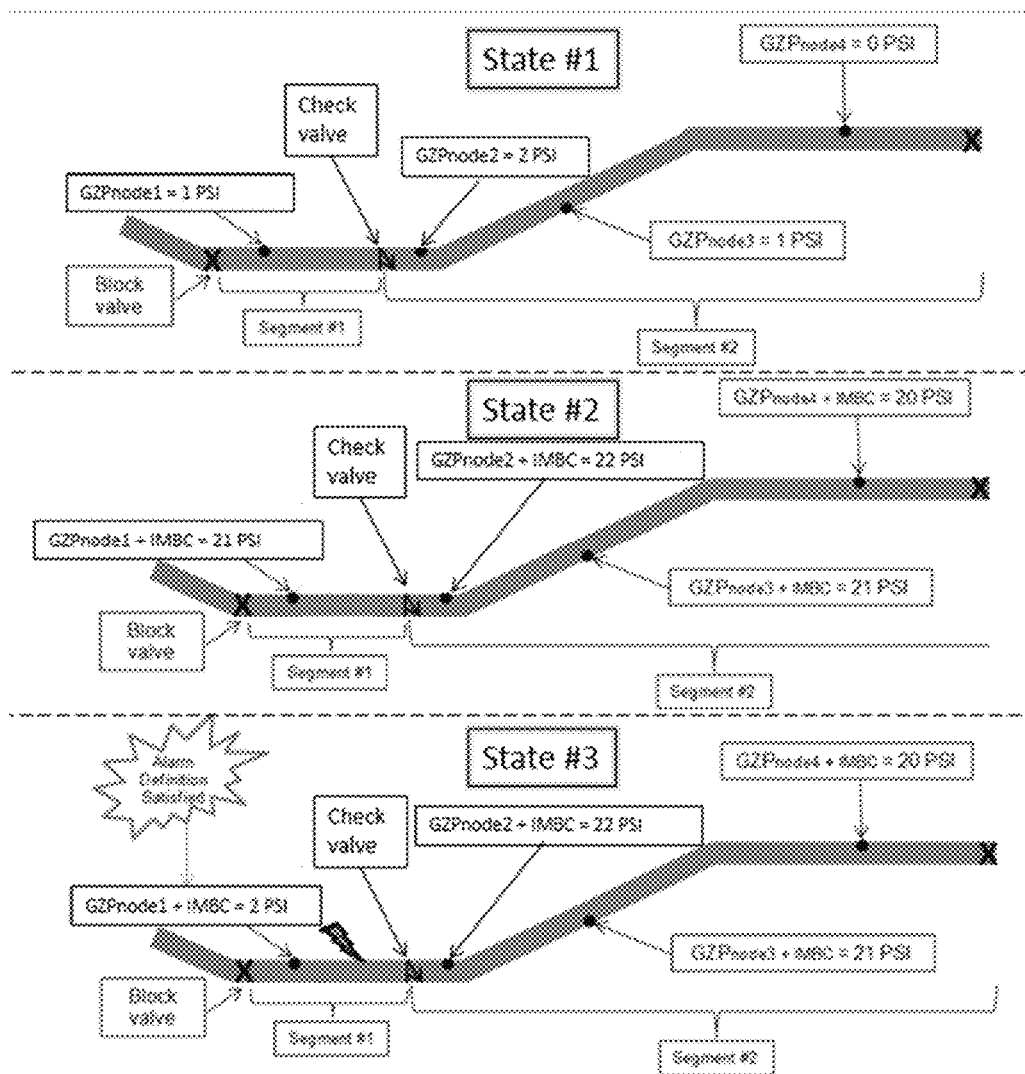 State #1
GZPnode4 = 0 PSI
Check
valve
GZPnode2 = 2 PSI
GZPnode1 = 1 PSI
GZPnode3 = 1 PSI
X
N
X
Block
valve
Segment #1
Segment #2
State #2
GZPnode4 + IMBC = 20 PSI
Check
valve
GZPnode2 + IMBC = 22 PSI
GZPnode1 + IMBC = 21 PSI
GZPnode3 + IMBC = 21 PSI
X
N
X
Block
valve
Segment #1
Segment #2
Alarm
Definition
Satisfied
State #3
GZPnode4 + IMBC = 20 PSI
Check
valve
GZPnode2 + IMBC = 22 PSI
GZPnode1 + IMBC = 2 PSI
GZPnode3 + IMBC = 21 PSI
X
N
X
Block
valve
Segment #1
Segment #2